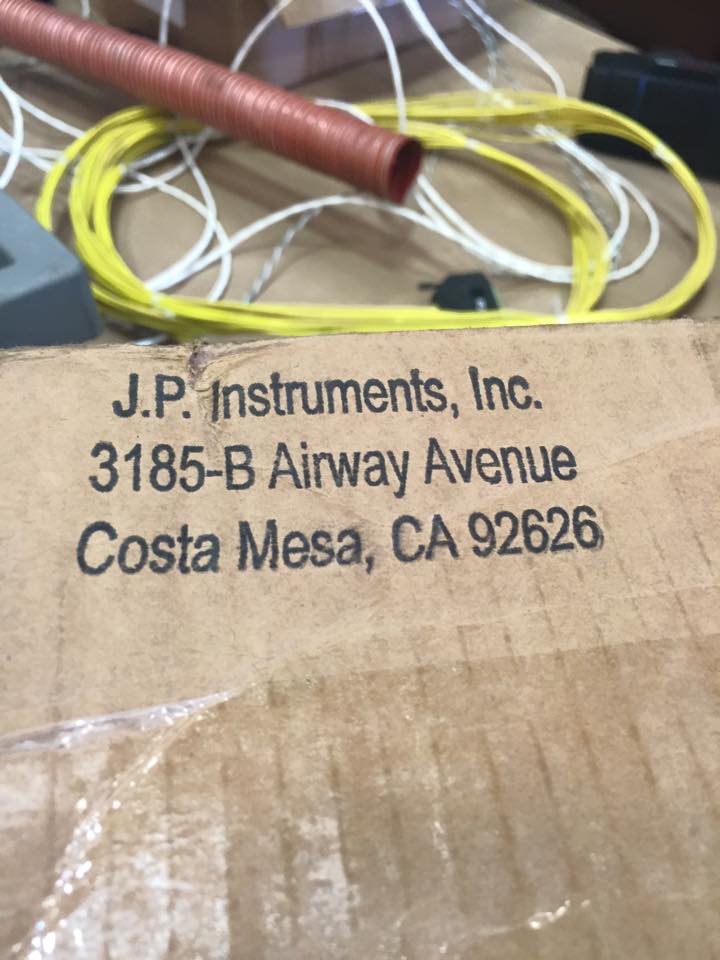 J.P. Instruments, Inc.
3185-B Airway Avenue
Costa Mesa, CA 92626